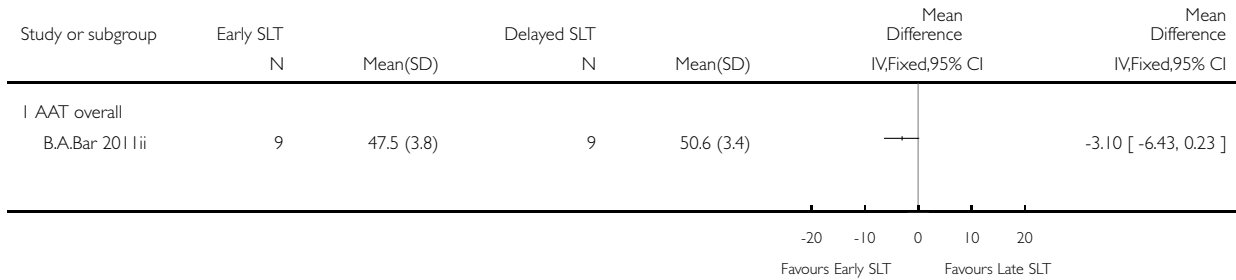 Study or subgroup Early SLT Delayed SLT Mean Difference Mean Difference
N Mean(SD) N Mean(SD) IV,Fixed,95% CI IV,Fixed,95% CI
1 AAT overall
B.A.Bar 2011ii 9 47.5 (3.8) 9 50.6 (3.4) -3.10 [ -6.43, 0.23 ]
-20 -10 0 10 20
Favours Early SLT Favours Late SLT